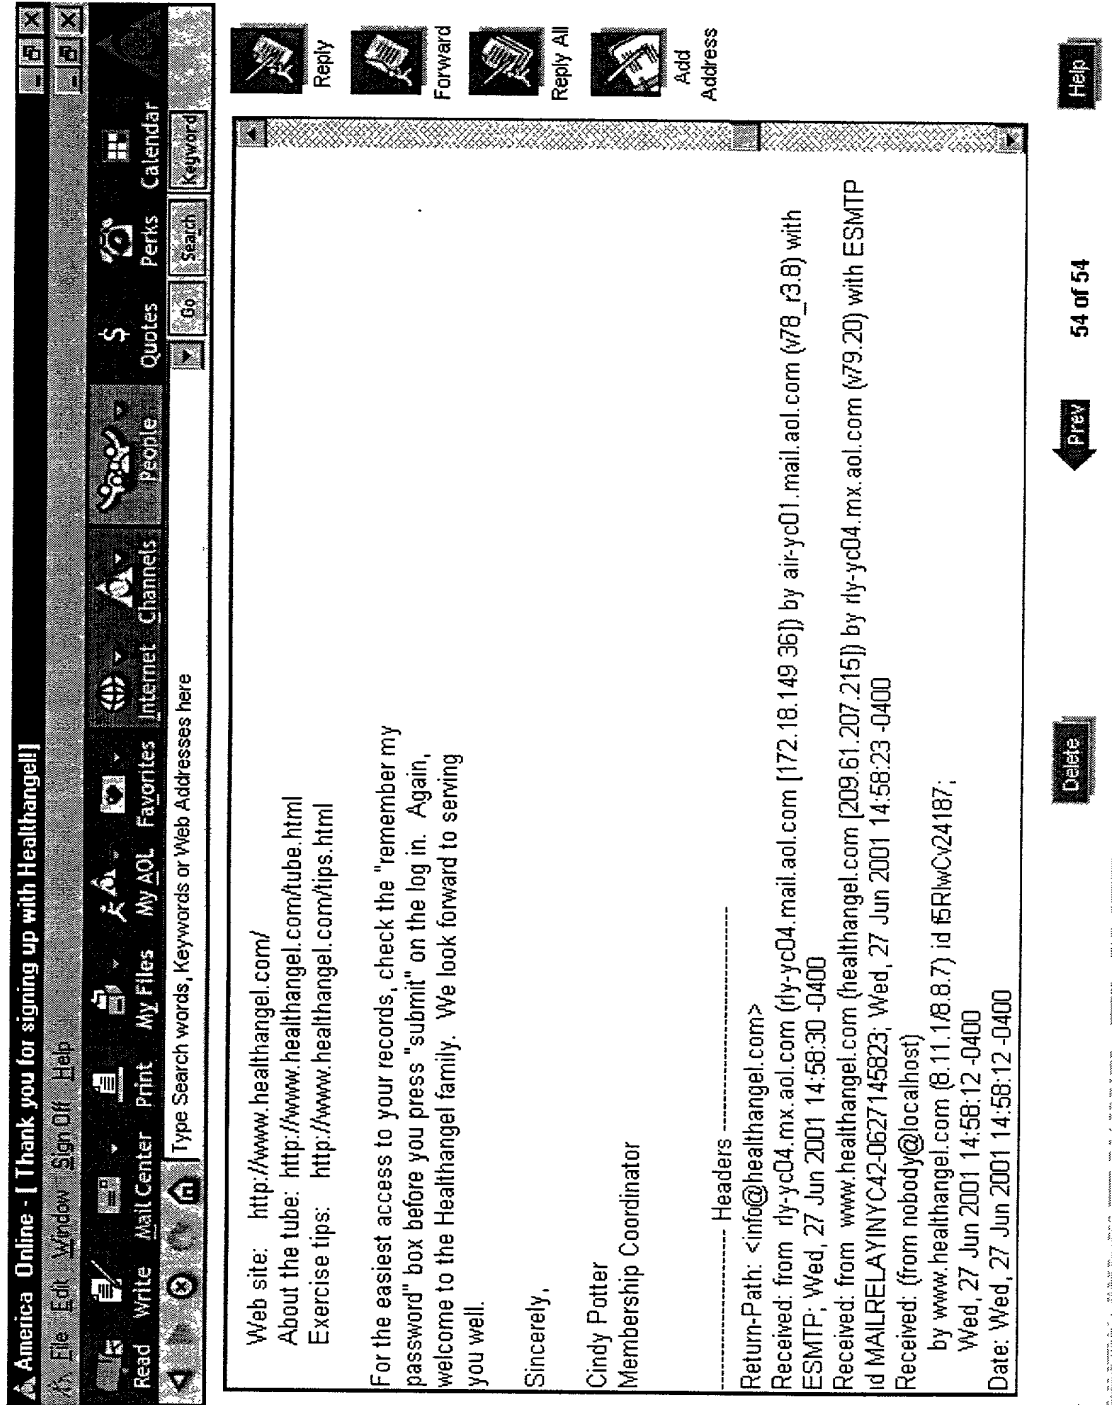 America Online - [ Thank you for signing up with Healthangel!]
File Edit Window Sign Off Help
Read Write Mail Center Print My Files My AOL Favorites Internet Channels People Quotes Perks Calendar
Type Search words, Keywords or Web Addresses here Go Search Keyword
Web site: http://www.healthangel.com/
About the tube: http://www.healthangel.com/tube.html
Exercise tips: http://www.healthangel.com/tips.html
For the easiest access to your records, check the "remember my
password" box before you press "submit" on the log in. Again,
welcome to the Healthangel family. We look forward to serving
you well.
Sincerely,
Cindy Potter
Membership Coordinator
---------------------- Headers --------------------------------
Return-Path: <info@healthangel.com>
Received: from rly-yc04.mx.aol.com (rly-yc04.mail.aol.com [172.18.149.36]) by air-yc01.mail.aol.com (v78_r3.8) with
ESMTP; Wed, 27 Jun 2001 14:58:30 -0400
Received: from www.healthangel.com (healthangel.com [209.61.207.215]) by rly-yc04.mx.aol.com (v79.20) with ESMTP
id MAILRELAYINYC42-0627145823; Wed, 27 Jun 2001 14:58:23 -0400
Received: (from nobody@localhost)
by www.healthangel.com (8.11.1/8.8.7) id f5RIwCv24187;
Wed, 27 Jun 2001 14:58:12 -0400
Date: Wed, 27 Jun 2001 14:58:12 -0400
Reply
Forward
Reply All
Add
Address
Delete Prev 54 of 54 Help